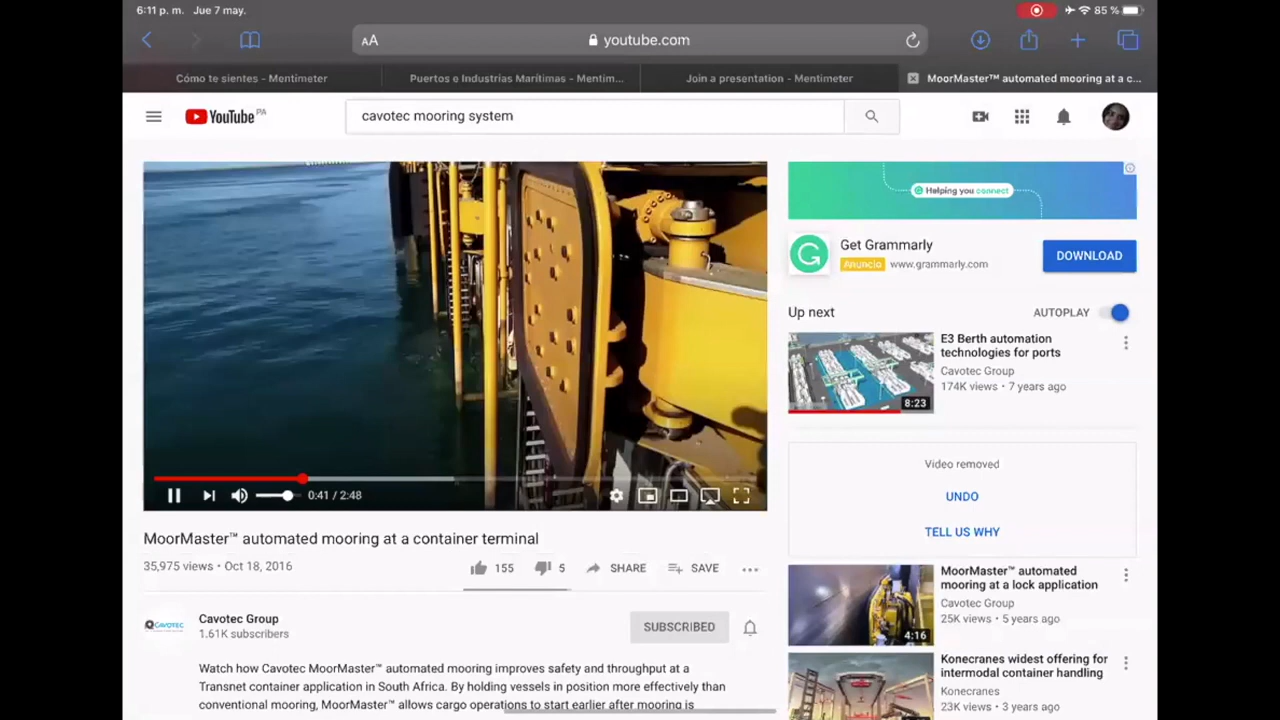 6:11 p. m. Jue 7 may.
85 %
AA
youtube.com
Cómo te sientes - Mentimeter
Puertos e Industrias Marítimas - Mentim...
Join a presentation - Mentimeter
MoorMaster™ automated mooring at a c...
YouTube PA
cavotec mooring system
Helping you connect
Get Grammarly
Anuncio www.grammarly.com
DOWNLOAD
Up next
AUTOPLAY
E3 Berth automation
technologies for ports
Cavotec Group
174K views • 7 years ago
8:23
Video removed
UNDO
TELL US WHY
MoorMaster™ automated
mooring at a lock application
Cavotec Group
25K views • 5 years ago
4:16
Konecranes widest offering for
intermodal container handling
Konecranes
23K views • 3 years ago
0:41 / 2:48
MoorMaster™ automated mooring at a container terminal
35,975 views • Oct 18, 2016
155
5
SHARE
SAVE
CAVOTEC
Cavotec Group
1.61K subscribers
SUBSCRIBED
Watch how Cavotec MoorMaster™ automated mooring improves safety and throughput at a
Transnet container application in South Africa. By holding vessels in position more effectively than
conventional mooring, MoorMaster™ allows cargo operations to start earlier after mooring is